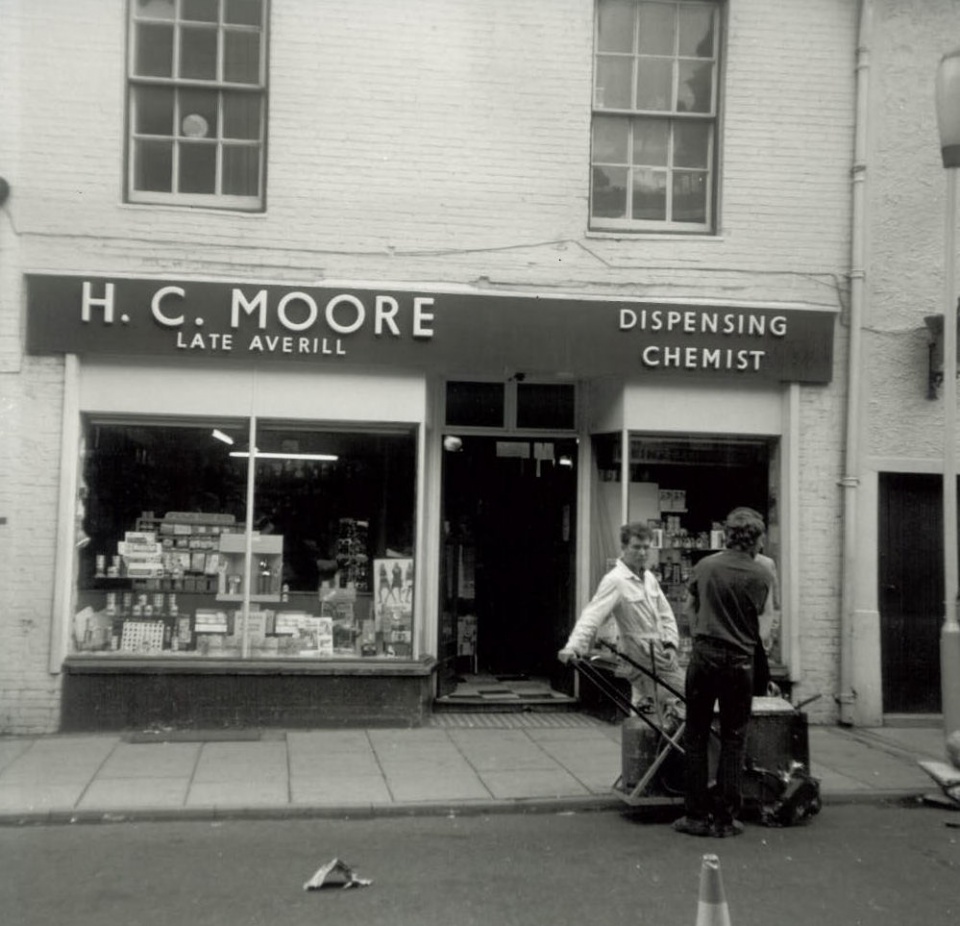 H. C. MOORE
LATE AVERILL
DISPENSING
CHEMIST